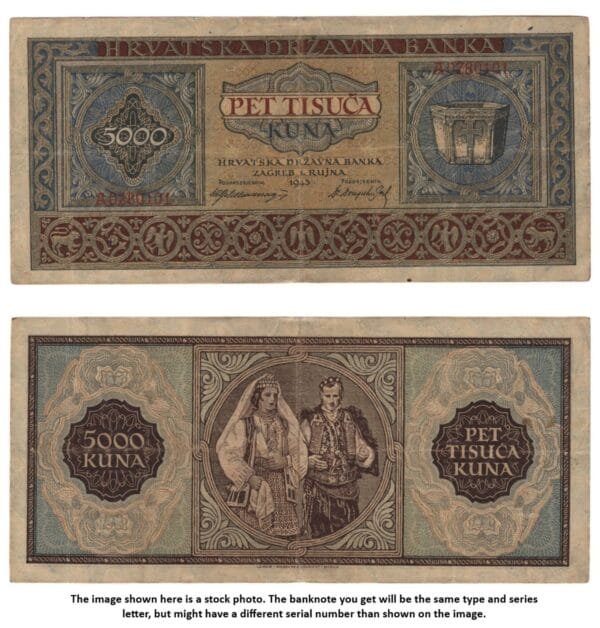 HRVATSKA DRŽAVNA BANKA
A0780101
PET TISUĆA
5000
KUNA
HRVATSKA DRŽAVNA BANKA
ZAGREB 1. RUJNA
1943
A0780101
5000
KUNA
PET
TISUĆA
KUNA
The image shown here is a stock photo. The banknote you get will be the same type and series
letter, but might have a different serial number than shown on the image.